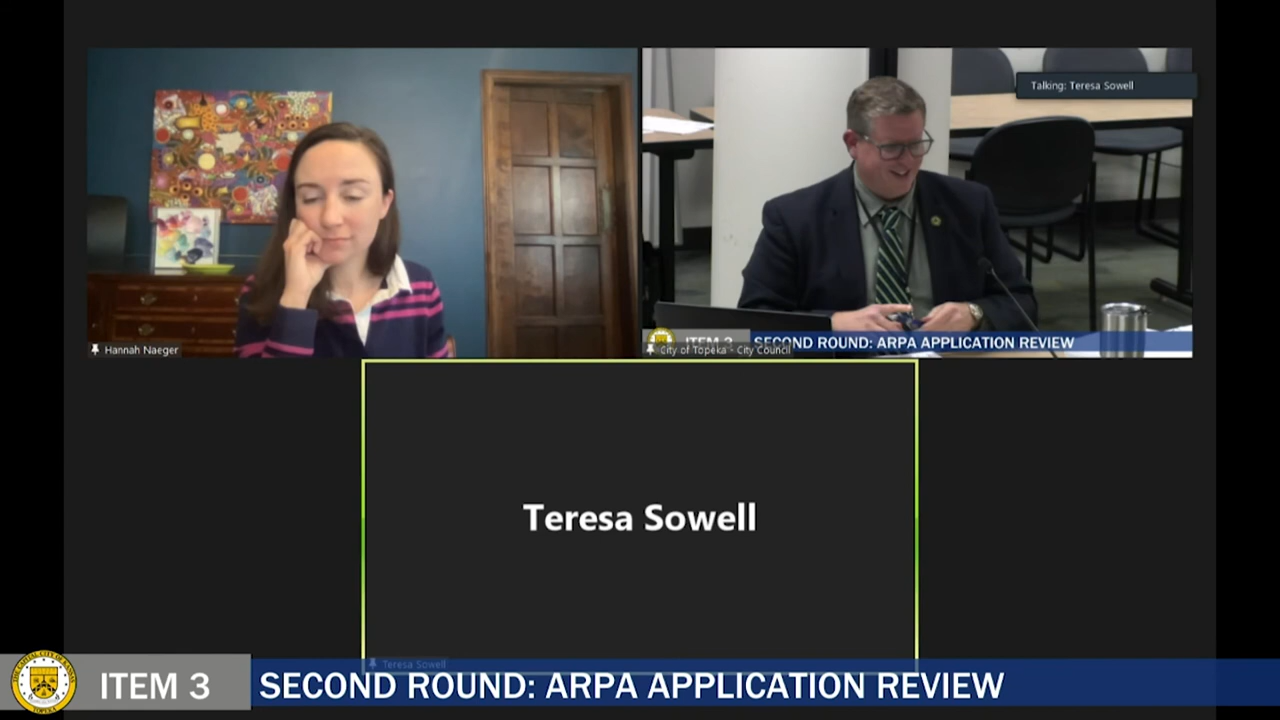 Talking: Teresa Sowell
Hannah Naeger
ITEM 3
SECOND ROUND: ARPA APPLICATION REVIEW
City of Topeka - City Council
Teresa Sowell
Teresa Sowell
ITEM 3
SECOND ROUND: ARPA APPLICATION REVIEW